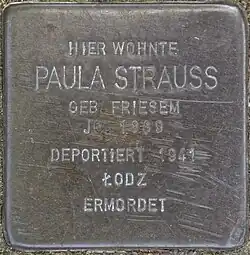 HIER WOHNTE
PAULA STRAUSS
GEB. FRIESEM
JG.
DEPORTIERT 1941
ŁODZ
ERMORDET